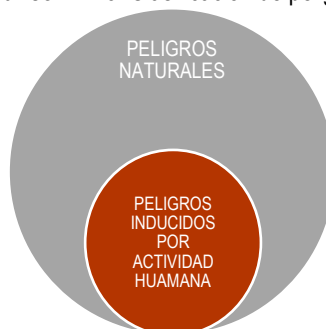 PELIGROS
NATURALES
PELIGROS
INDUCIDOS
POR
ACTIVIDAD
HUAMANA